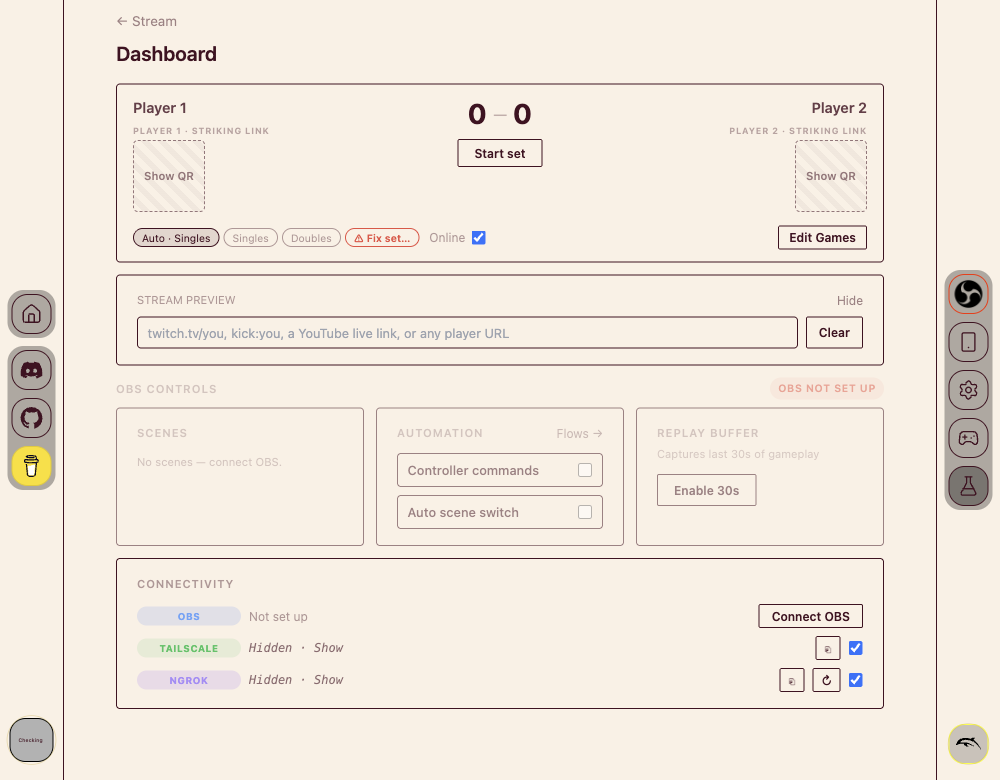 ← Stream
Dashboard
Player 1
0 – 0
Player 2
PLAYER 1 · STRIKING LINK
PLAYER 2 · STRIKING LINK
Start set
Show QR
Show QR
Auto · Singles
Singles
Doubles
⚠ Fix set...
Online
Edit Games
STREAM PREVIEW
Hide
twitch.tv/you, kick:you, a YouTube live link, or any player URL
Clear
OBS CONTROLS
OBS NOT SET UP
SCENES
No scenes — connect OBS.
AUTOMATION
Flows →
Controller commands
Auto scene switch
REPLAY BUFFER
Captures last 30s of gameplay
Enable 30s
CONNECTIVITY
OBS
Not set up
Connect OBS
TAILSCALE
Hidden · Show
NGROK
Hidden · Show
Checking